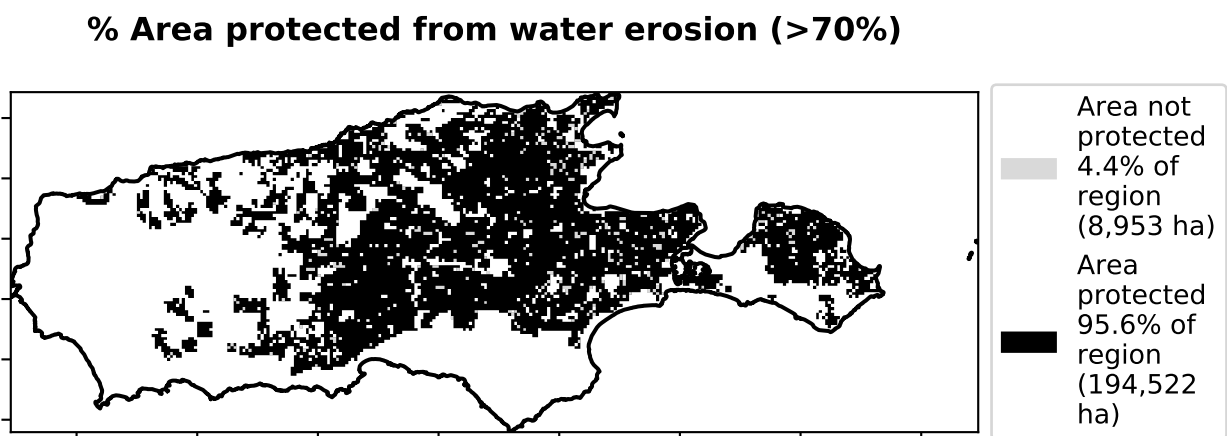 % Area protected from water erosion (>70%)
Area not
protected
4.4% of
region
(8,953 ha)
Area
protected
95.6% of
region
(194,522
ha)